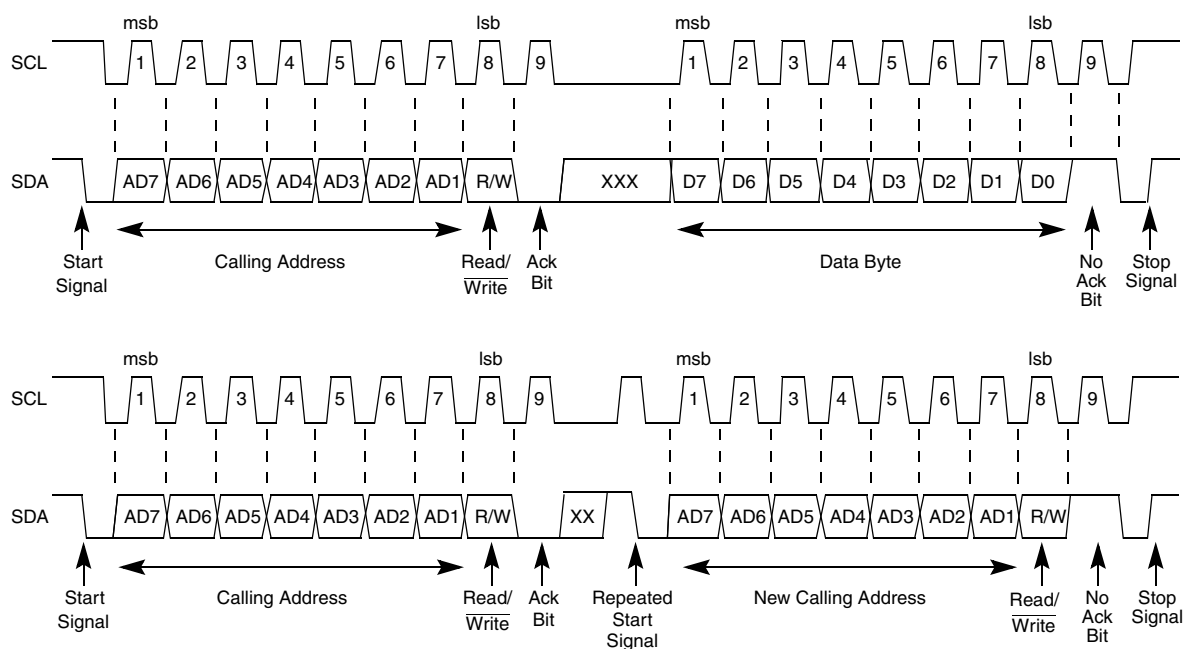 msb lsb msb lsb
SCL 1 2 3 4 5 6 7 8 9 1 2 3 4 5 6 7 8 9
SDA AD7 AD6 AD5 AD4 AD3 AD2 AD1 R/W XXX D7 D6 D5 D4 D3 D2 D1 D0
Start Signal
Calling Address
Read/ Write
Ack Bit
Data Byte
No Ack Bit
Stop Signal
msb lsb msb lsb
SCL 1 2 3 4 5 6 7 8 9 1 2 3 4 5 6 7 8 9
SDA AD7 AD6 AD5 AD4 AD3 AD2 AD1 R/W XX AD7 AD6 AD5 AD4 AD3 AD2 AD1 R/W
Start Signal
Calling Address
Read/ Write
Ack Bit
Repeated Start Signal
New Calling Address
Read/ Write
No Ack Bit
Stop Signal